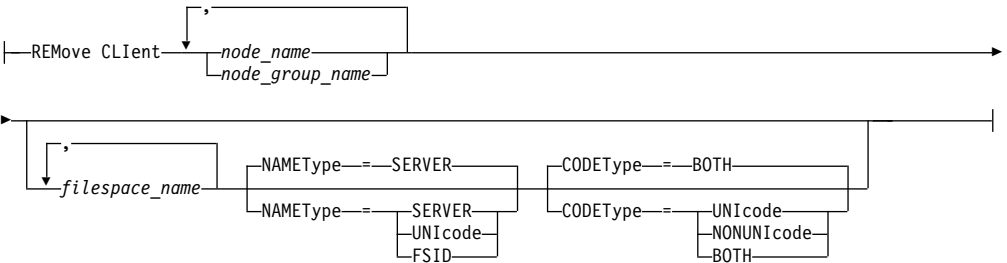 ,
REMove CLIent node_name
node_group_name
,
filespace_name
NAMEType = SERVER
NAMEType = SERVER
UNIcode
FSID
CODEType = BOTH
CODEType = UNIcode
NONUNIcode
BOTH